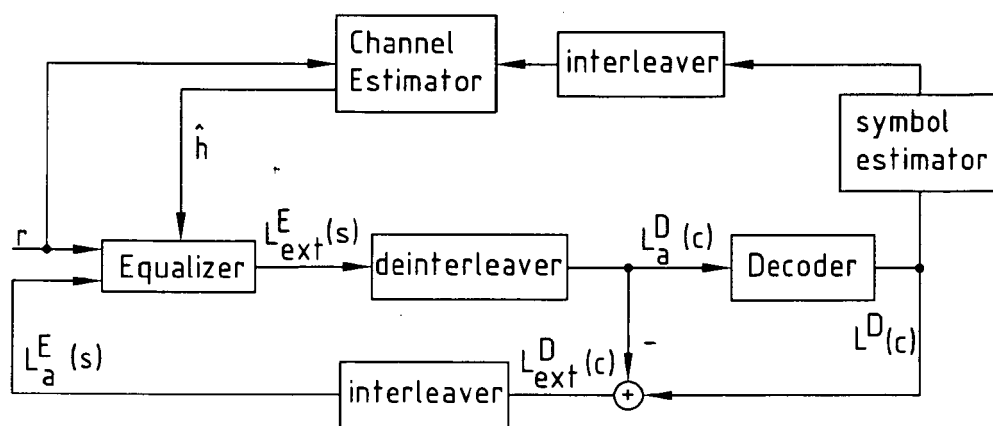 Channel
Estimator
interleaver
symbol
estimator
ĥ
r
Equalizer
L^E_ext(s)
deinterleaver
L^D_a(c)
Decoder
L^D(c)
L^E_a(s)
interleaver
L^D_ext(c)
-
+